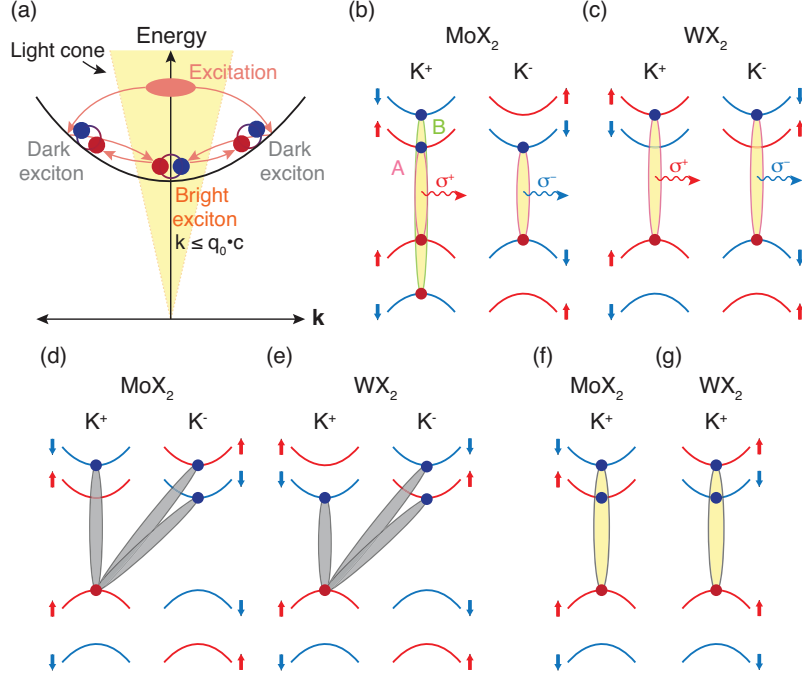 (a)
Energy
Light cone
Excitation
Dark
exciton
Dark
exciton
Bright
exciton
k ≤ q₀•c
k
(b)
MoX₂
K⁺ K⁻
B
A
σ⁺
σ⁻
(c)
WX₂
K⁺ K⁻
σ⁺
σ⁻
(d)
MoX₂
K⁺ K⁻
(e)
WX₂
K⁺ K⁻
(f)
MoX₂
K⁺
(g)
WX₂
K⁺